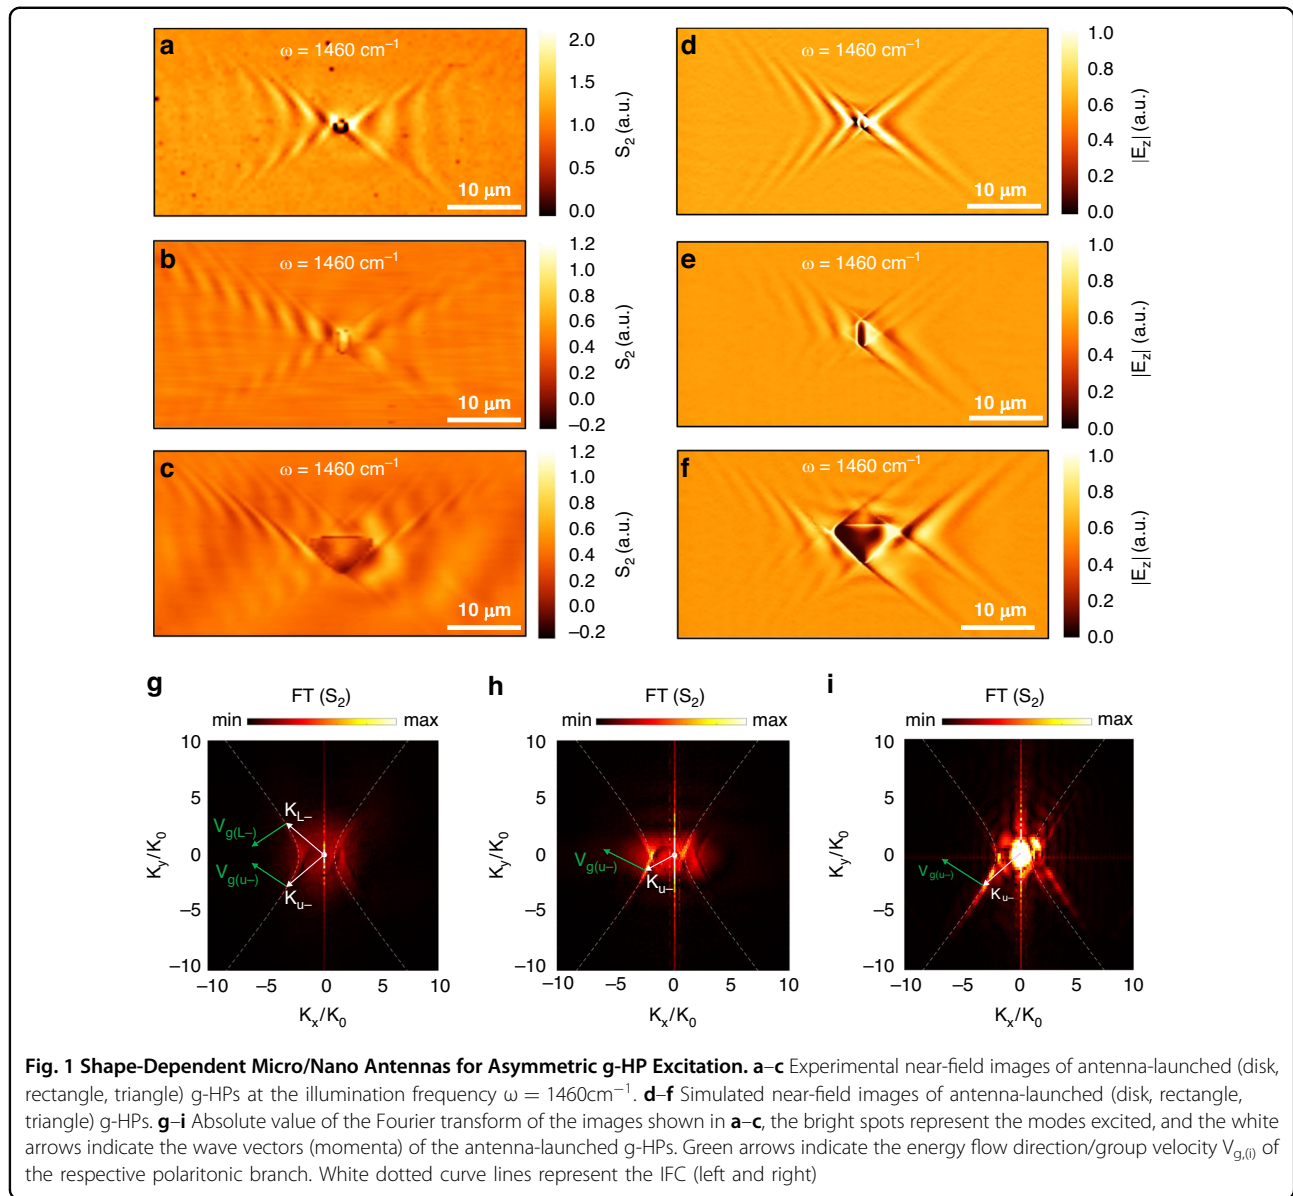 a
ω = 1460 cm⁻¹
10 μm
2.0
1.0
0.0
S₂ (a.u.)
d
ω = 1460 cm⁻¹
10 μm
1.0
0.8
0.6
0.4
0.2
0.0
|E_z| (a.u.)
b
ω = 1460 cm⁻¹
10 μm
1.2
1.0
0.8
0.6
0.4
0.2
0.0
−0.2
S₂ (a.u.)
e
ω = 1460 cm⁻¹
10 μm
1.0
0.8
0.6
0.4
0.2
0.0
|E_z| (a.u.)
c
ω = 1460 cm⁻¹
10 μm
1.2
1.0
0.8
0.6
0.4
0.2
0.0
−0.2
S₂ (a.u.)
f
ω = 1460 cm⁻¹
10 μm
1.0
0.8
0.6
0.4
0.2
0.0
|E_z| (a.u.)
g
FT (S₂)
min max
10
5
0
−5
−10
K_y/K_0
K_L−
V_g(L−)
V_g(u−)
K_u−
−10 −5 0 5 10
K_x/K_0
h
FT (S₂)
min max
10
5
0
−5
−10
K_y/K_0
V_g(u−)
K_u−
−10 −5 0 5 10
K_x/K_0
i
FT (S₂)
min max
10
5
0
−5
−10
K_y/K_0
V_g(u−)
K_u−
−10 −5 0 5 10
K_x/K_0
Fig. 1 Shape-Dependent Micro/Nano Antennas for Asymmetric g-HP Excitation. a–c Experimental near-field images of antenna-launched (disk,
rectangle, triangle) g-HPs at the illumination frequency ω = 1460cm⁻¹. d–f Simulated near-field images of antenna-launched (disk, rectangle,
triangle) g-HPs. g–i Absolute value of the Fourier transform of the images shown in a–c, the bright spots represent the modes excited, and the white
arrows indicate the wave vectors (momenta) of the antenna-launched g-HPs. Green arrows indicate the energy flow direction/group velocity V_g,(i) of
the respective polaritonic branch. White dotted curve lines represent the IFC (left and right)